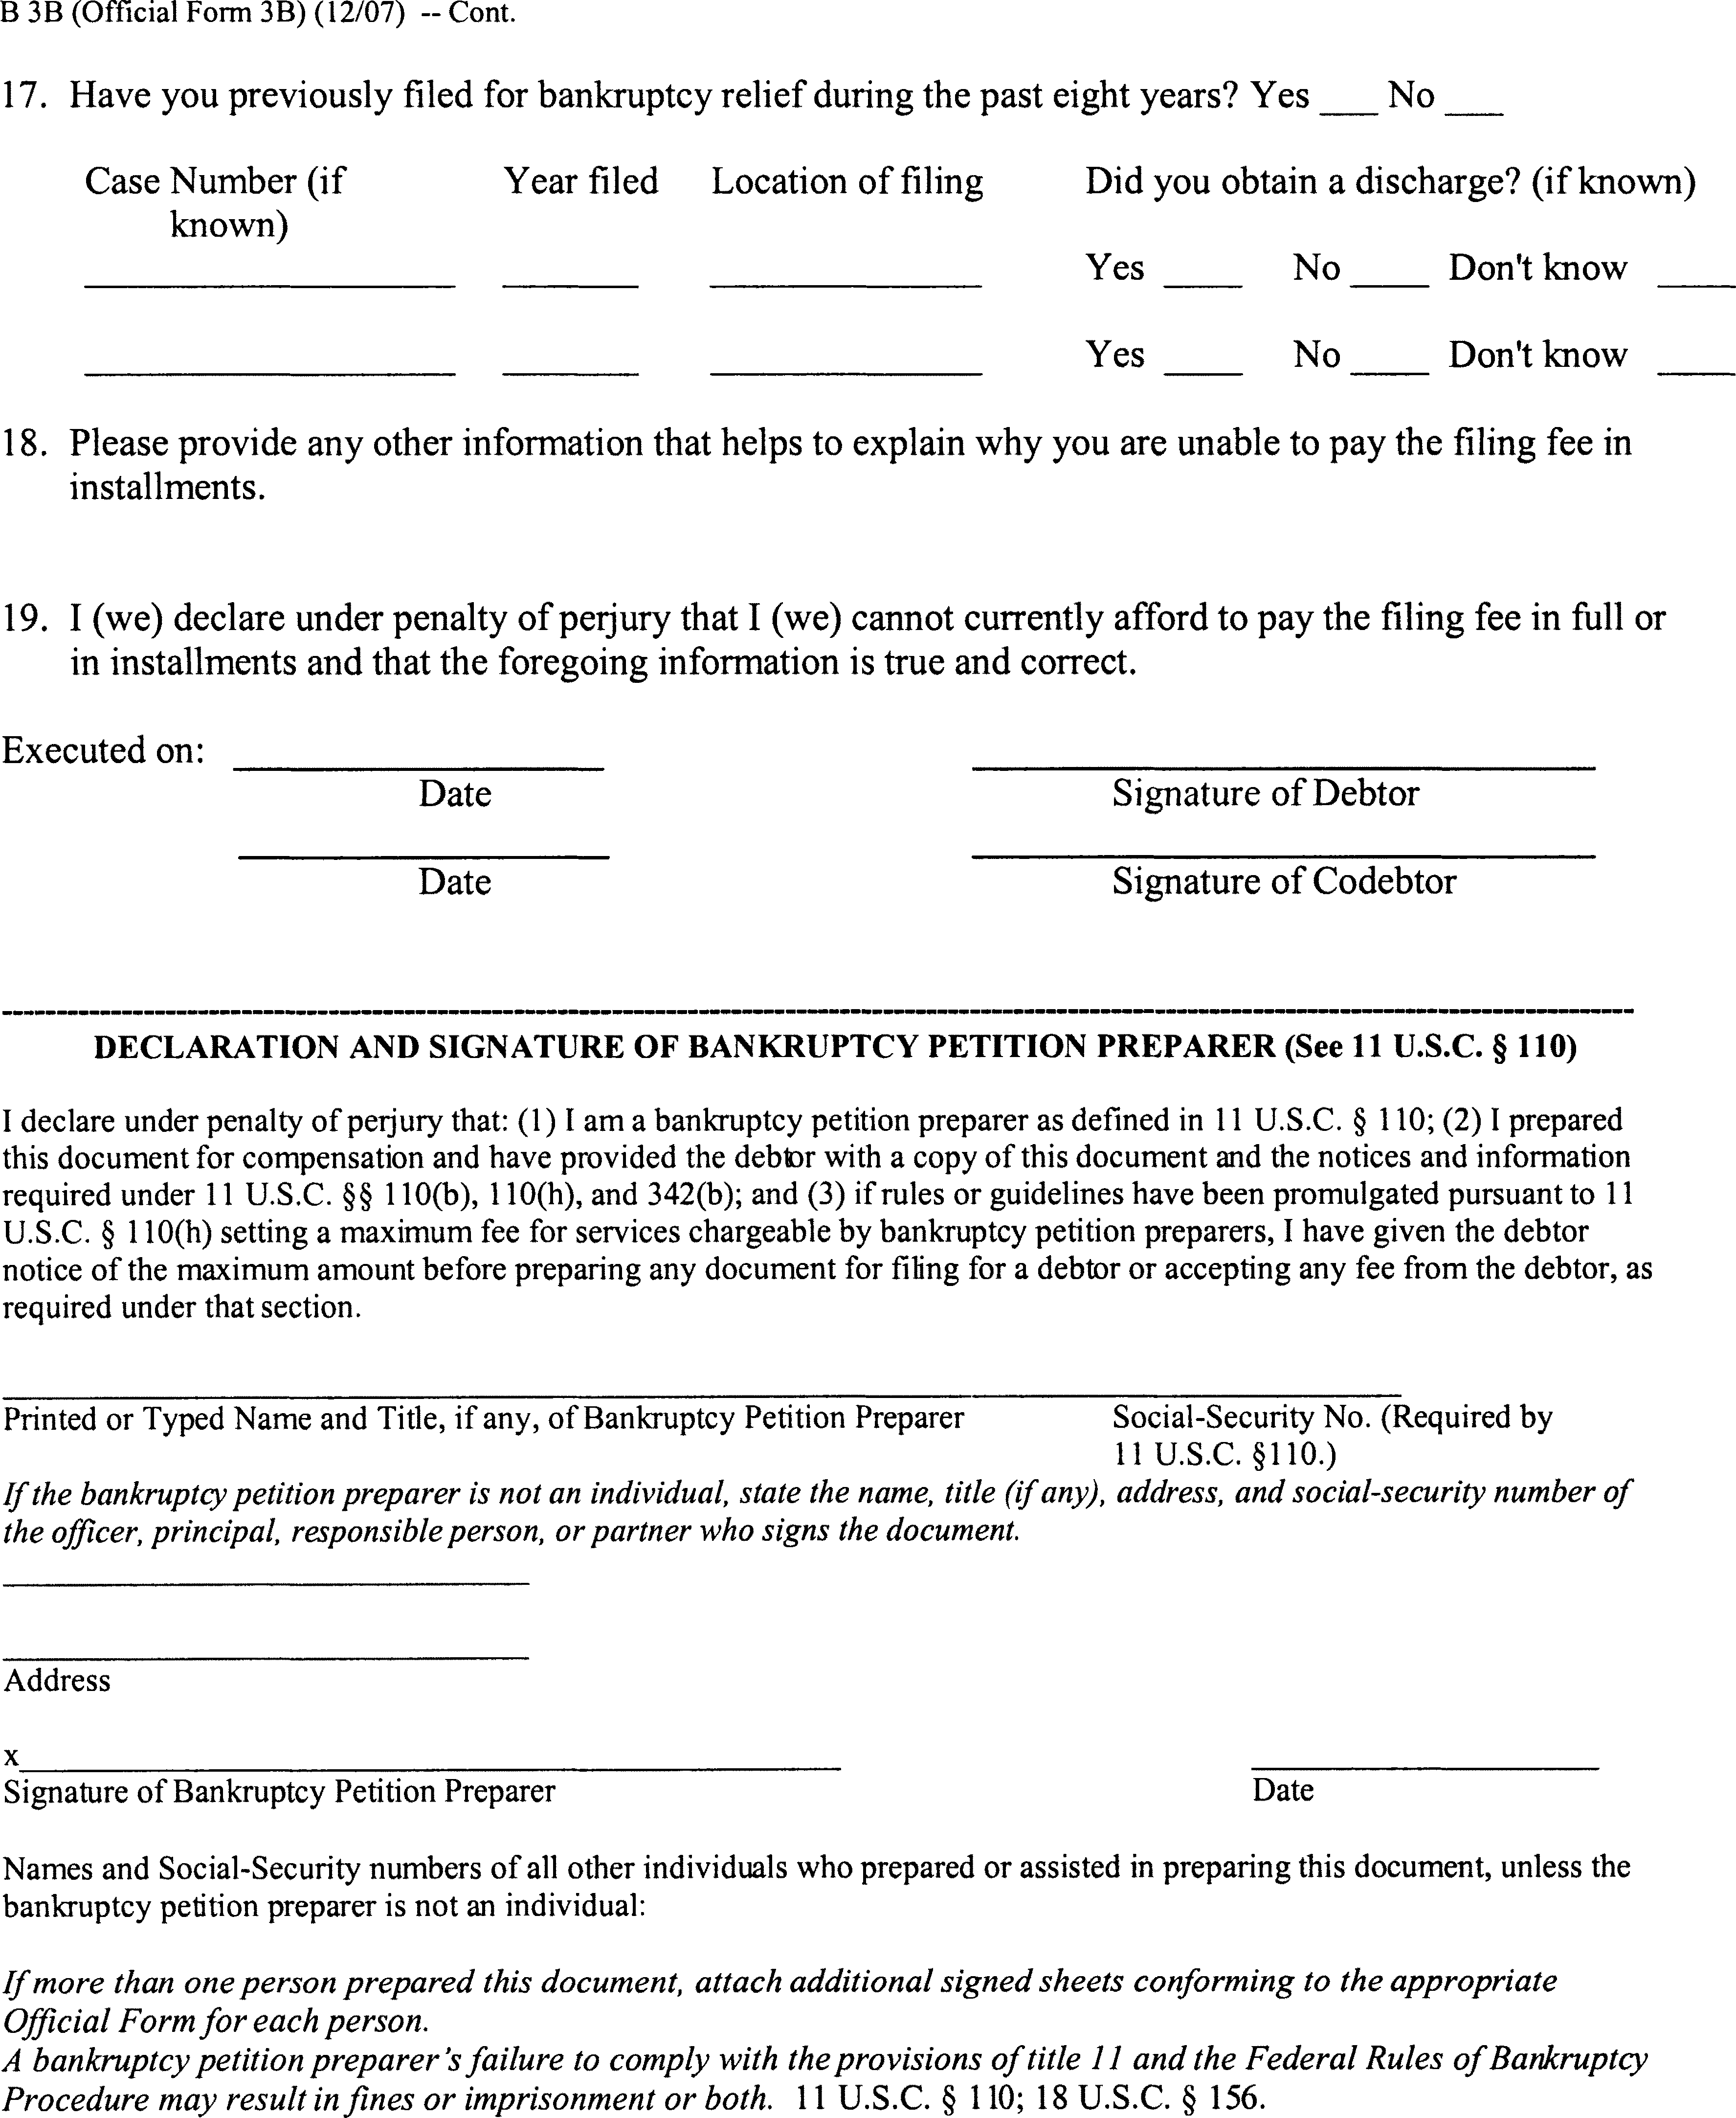 B 3B (Official Form 3B) (12/07) -- Cont.
17. Have you previously filed for bankruptcy relief during the past eight years? Yes ___ No ___
Case Number (if known) Year filed Location of filing Did you obtain a discharge? (if known)
Yes ____ No ____ Don't know ____
Yes ____ No ____ Don't know ____
18. Please provide any other information that helps to explain why you are unable to pay the filing fee in
installments.
19. I (we) declare under penalty of perjury that I (we) cannot currently afford to pay the filing fee in full or
in installments and that the foregoing information is true and correct.
Executed on:
Date Signature of Debtor
Date Signature of Codebtor
DECLARATION AND SIGNATURE OF BANKRUPTCY PETITION PREPARER (See 11 U.S.C. § 110)
I declare under penalty of perjury that: (1) I am a bankruptcy petition preparer as defined in 11 U.S.C. § 110; (2) I prepared
this document for compensation and have provided the debtor with a copy of this document and the notices and information
required under 11 U.S.C. §§ 110(b), 110(h), and 342(b); and (3) if rules or guidelines have been promulgated pursuant to 11
U.S.C. § 110(h) setting a maximum fee for services chargeable by bankruptcy petition preparers, I have given the debtor
notice of the maximum amount before preparing any document for filing for a debtor or accepting any fee from the debtor, as
required under that section.
Printed or Typed Name and Title, if any, of Bankruptcy Petition Preparer Social-Security No. (Required by
11 U.S.C. §110.)
If the bankruptcy petition preparer is not an individual, state the name, title (if any), address, and social-security number of
the officer, principal, responsible person, or partner who signs the document.
Address
x
Signature of Bankruptcy Petition Preparer Date
Names and Social-Security numbers of all other individuals who prepared or assisted in preparing this document, unless the
bankruptcy petition preparer is not an individual:
If more than one person prepared this document, attach additional signed sheets conforming to the appropriate
Official Form for each person.
A bankruptcy petition preparer's failure to comply with the provisions of title 11 and the Federal Rules of Bankruptcy
Procedure may result in fines or imprisonment or both. 11 U.S.C. § 110; 18 U.S.C. § 156.